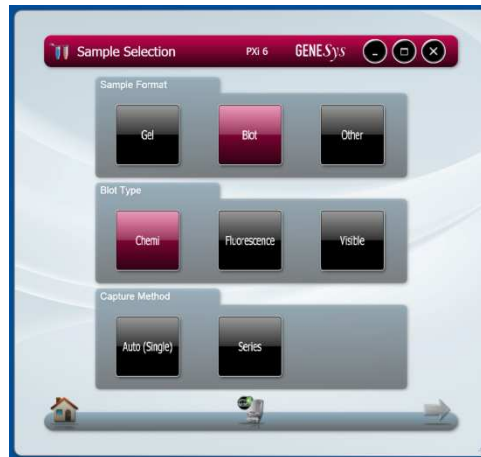 Sample Selection PXi 6 GENESys
Sample Format
Gel Blot Other
Blot Type
Chemi Fluorescence Visible
Capture Method
Auto (Single) Series